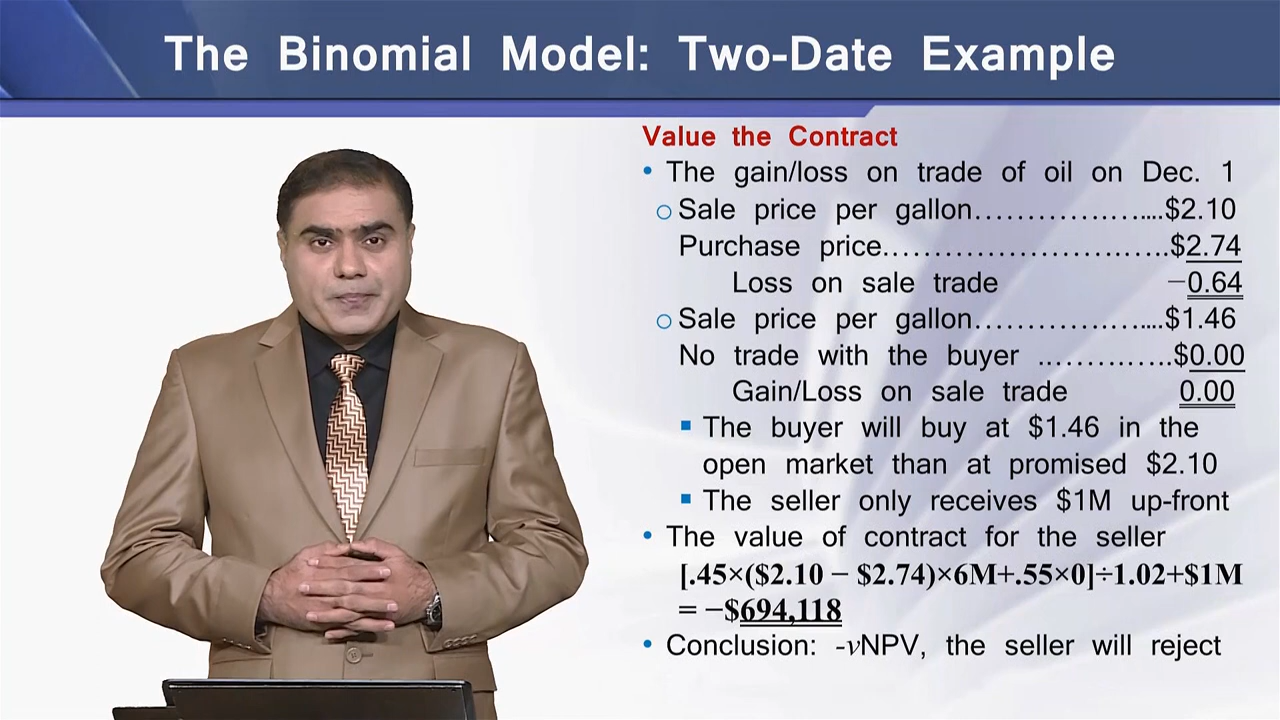 The Binomial Model: Two-Date Example
Value the Contract
• The gain/loss on trade of oil on Dec. 1
○ Sale price per gallon…………..…....$2.10
Purchase price…………………….…..$2.74
Loss on sale trade −0.64
○ Sale price per gallon…………..…....$1.46
No trade with the buyer ..…….…..$0.00
Gain/Loss on sale trade 0.00
▪ The buyer will buy at $1.46 in the
open market than at promised $2.10
▪ The seller only receives $1M up-front
• The value of contract for the seller
[.45×($2.10 − $2.74)×6M+.55×0]÷1.02+$1M
= −$694,118
• Conclusion: -vNPV, the seller will reject